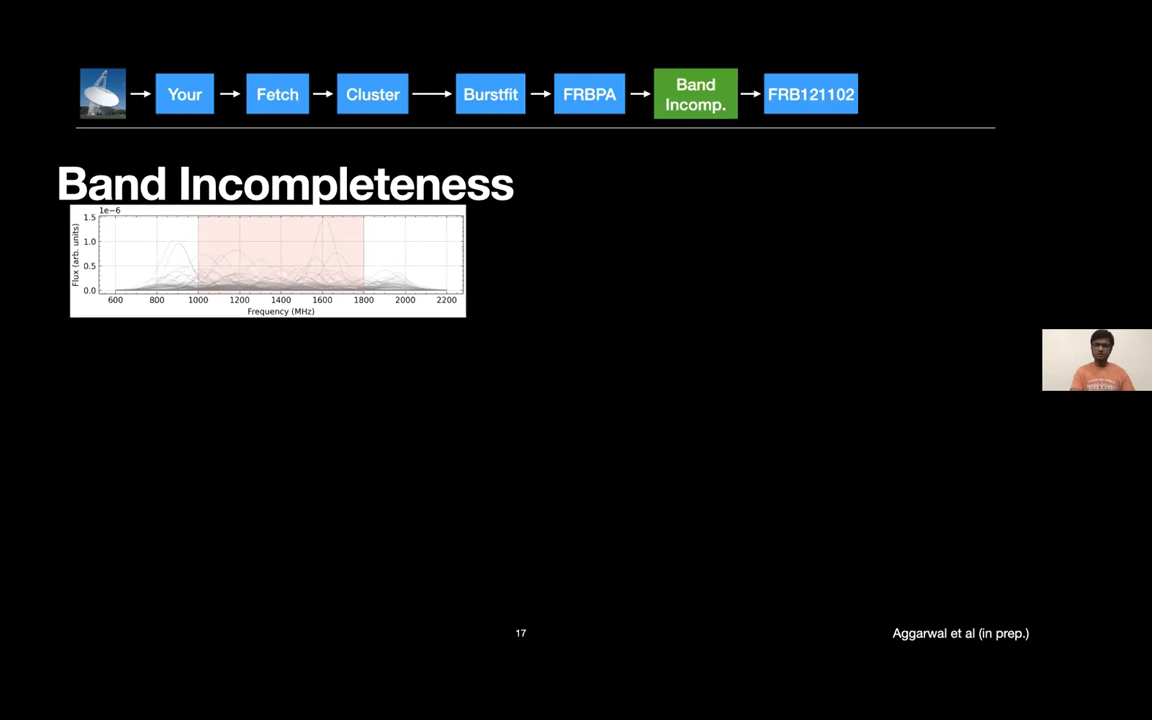 Your
Fetch
Cluster
Burstfit
FRBPA
Band
Incomp.
FRB121102
Band Incompleteness
1e−6
1.5
1.0
0.5
0.0
Flux (arb. units)
600 800 1000 1200 1400 1600 1800 2000 2200
Frequency (MHz)
17
Aggarwal et al (in prep.)